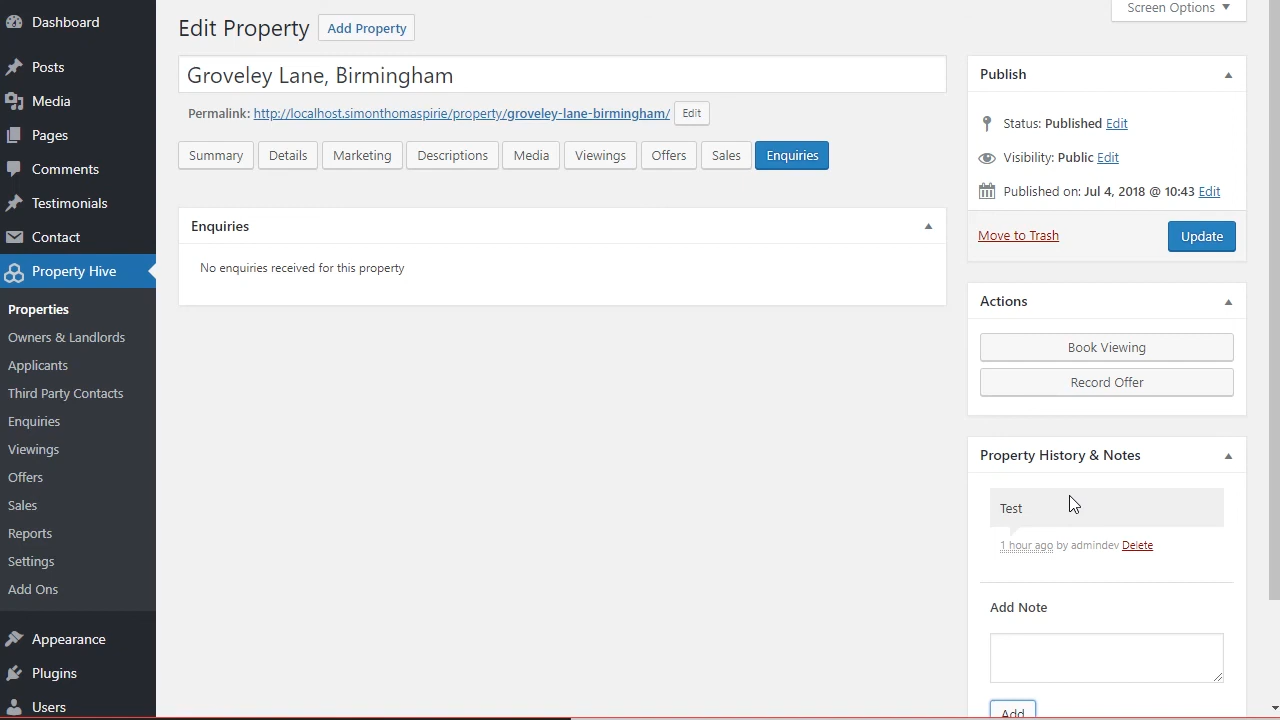 Dashboard
Posts
Media
Pages
Comments
Testimonials
Contact
Property Hive
Properties
Owners & Landlords
Applicants
Third Party Contacts
Enquiries
Viewings
Offers
Sales
Reports
Settings
Add Ons
Appearance
Plugins
Users
Screen Options
Edit Property Add Property
Groveley Lane, Birmingham
Permalink: http://localhost.simonthomaspirie/property/groveley-lane-birmingham/ Edit
Summary Details Marketing Descriptions Media Viewings Offers Sales Enquiries
Enquiries
No enquiries received for this property
Publish
Status: Published Edit
Visibility: Public Edit
Published on: Jul 4, 2018 @ 10:43 Edit
Move to Trash Update
Actions
Book Viewing
Record Offer
Property History & Notes
Test
1 hour ago by admindev Delete
Add Note
Add